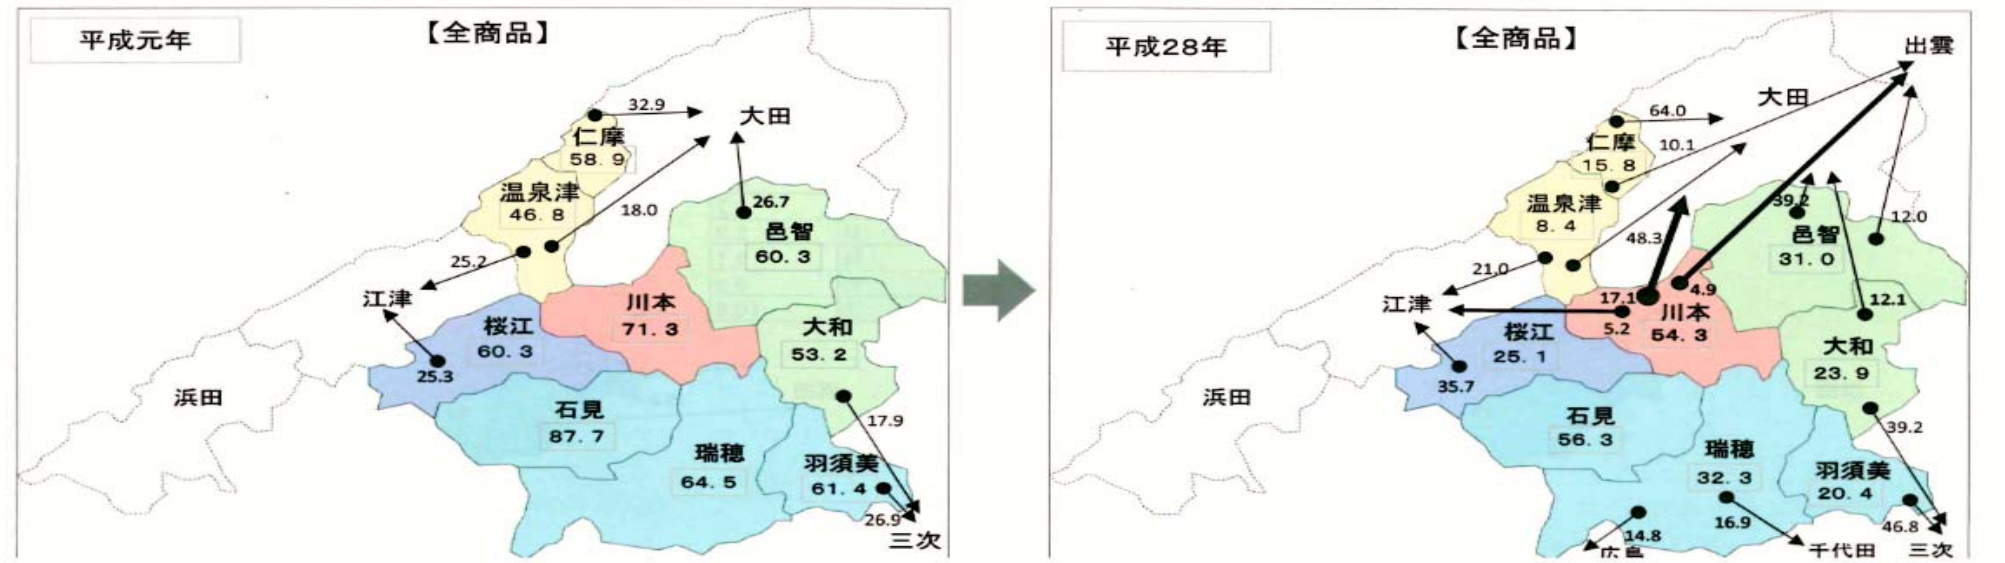 平成元年
【全商品】
32.9
大田
仁摩
58.9
温泉津
46.8
18.0
26.7
邑智
60.3
25.2
江津
川本
71.3
桜江
60.3
大和
53.2
25.3
浜田
石見
87.7
17.9
瑞穂
64.5
羽須美
61.4
26.9
三次
平成28年
【全商品】
出雲
大田
64.0
仁摩
15.8
10.1
温泉津
8.4
39.2
12.0
邑智
31.0
48.3
21.0
江津
17.1
4.9
12.1
川本
54.3
5.2
桜江
25.1
大和
23.9
35.7
浜田
石見
56.3
39.2
瑞穂
32.3
羽須美
20.4
16.9
46.8
14.8
広島
千代田
三次